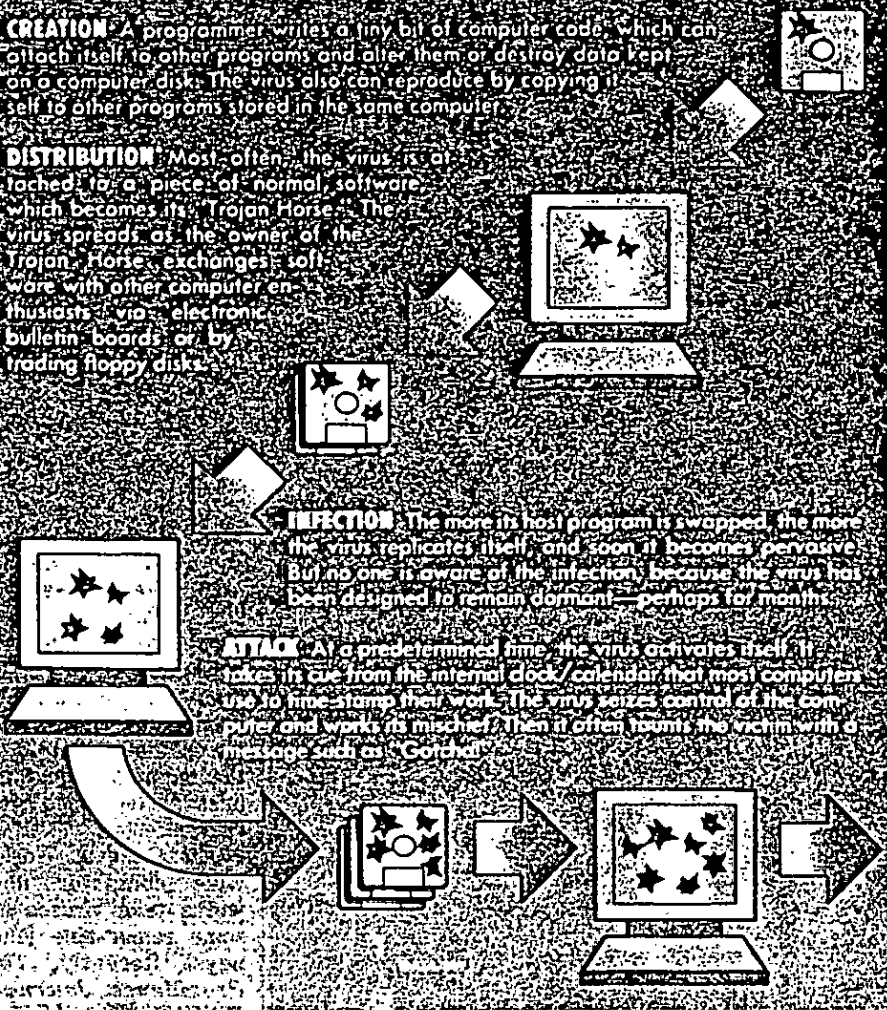 CREATION A programmer writes a tiny bit of computer code, which can
attach itself to other programs and alter them or destroy data kept
on a computer disk. The virus also can reproduce by copying it-
self to other programs stored in the same computer.
DISTRIBUTION Most often, the virus is at-
tached to a piece of normal software,
which becomes its Trojan Horse. The
virus spreads as the owner of the
Trojan Horse exchanges soft-
ware with other computer en-
thusiasts via electronic
bulletin boards or by
trading floppy disks.
INFECTION The more its host program is swapped, the more
the virus replicates itself, and soon it becomes pervasive.
But no one is aware of the infection, because the virus has
been designed to remain dormant—perhaps for months.
ATTACK At a predetermined time, the virus activates itself. It
takes its cue from the internal clock/calendar that most computers
use to time-stamp their work. The virus seizes control of the com-
puter and works its mischief. Then it often taunts the victim with a
message such as "Gotcha!"